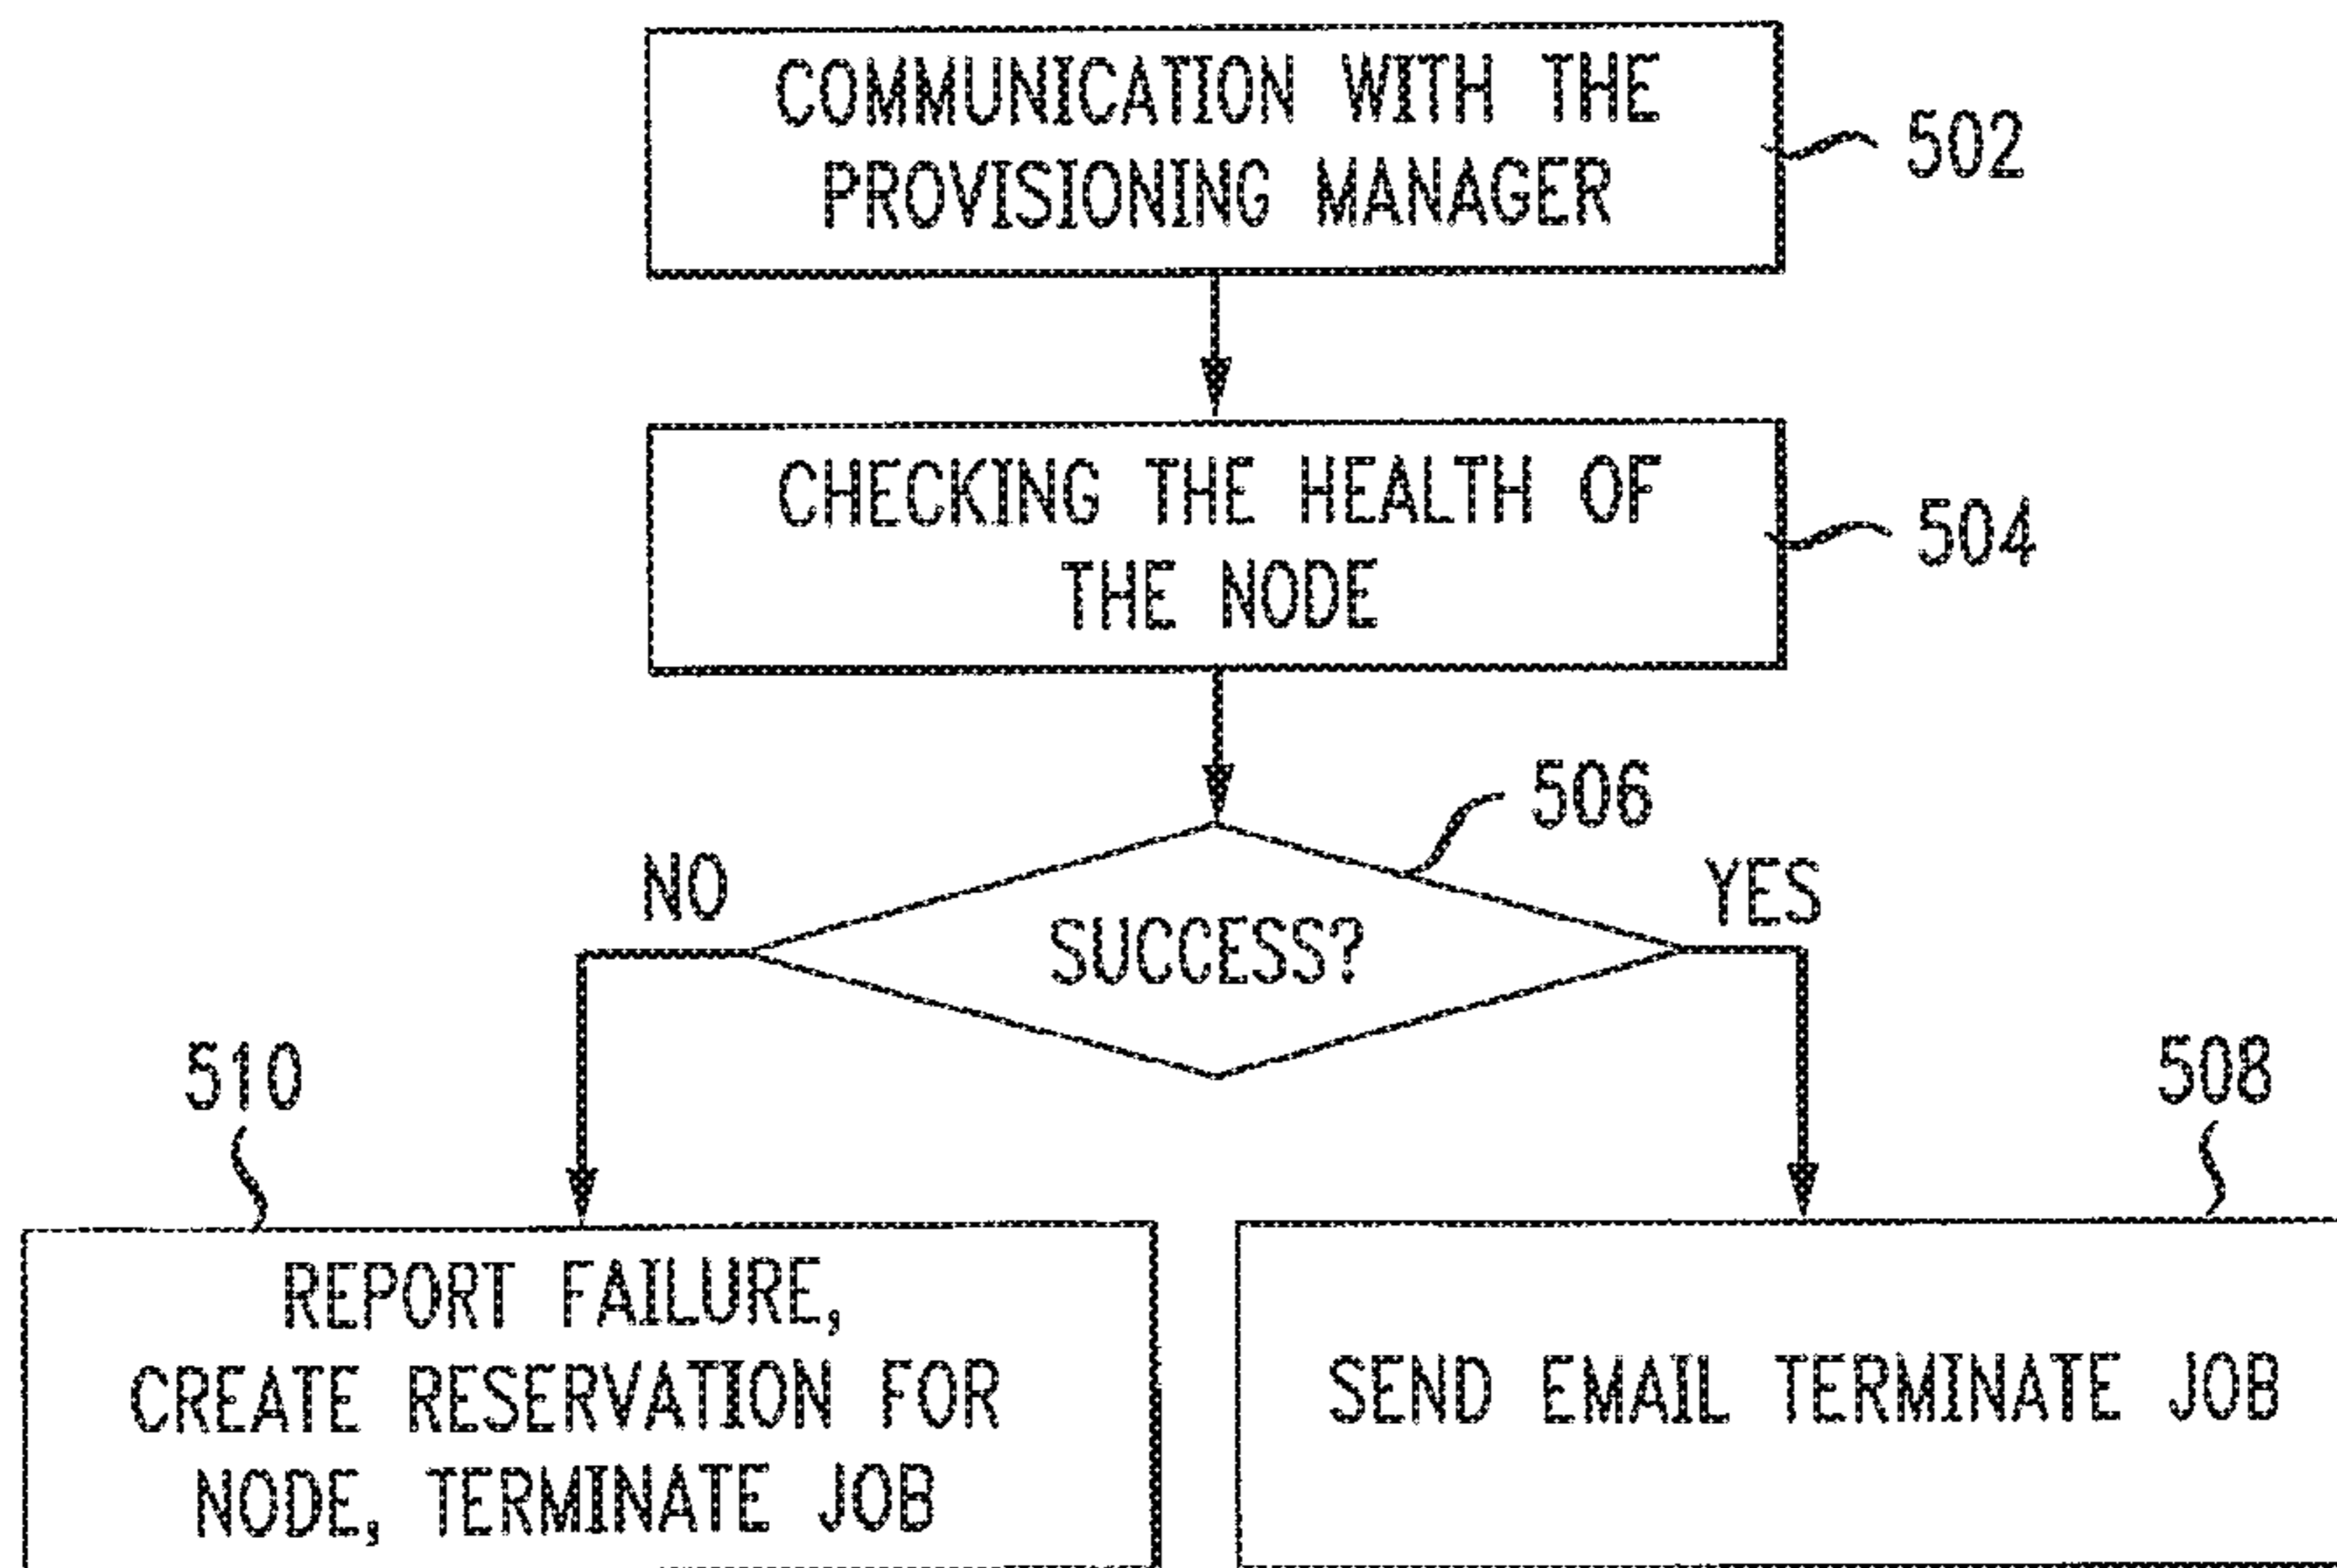 COMMUNICATION WITH THE
PROVISIONING MANAGER
502
CHECKING THE HEALTH OF
THE NODE
504
506
NO
YES
SUCCESS?
510
508
REPORT FAILURE,
CREATE RESERVATION FOR
NODE, TERMINATE JOB
SEND EMAIL TERMINATE JOB